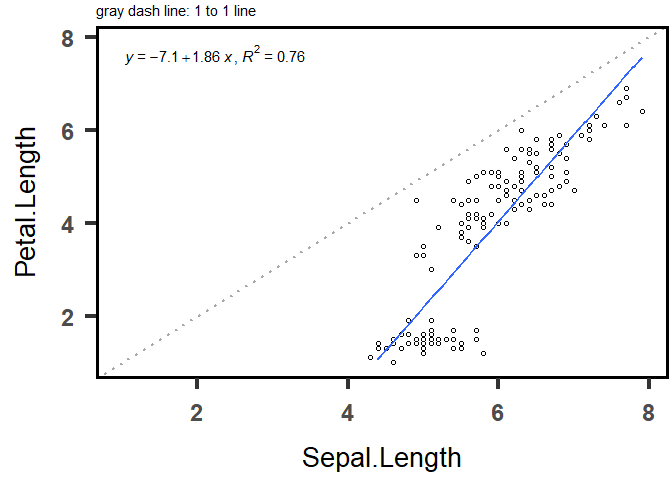 gray dash line: 1 to 1 line
y = −7.1 + 1.86 x, R² = 0.76
8
6
4
2
Petal.Length
2 4 6 8
Sepal.Length